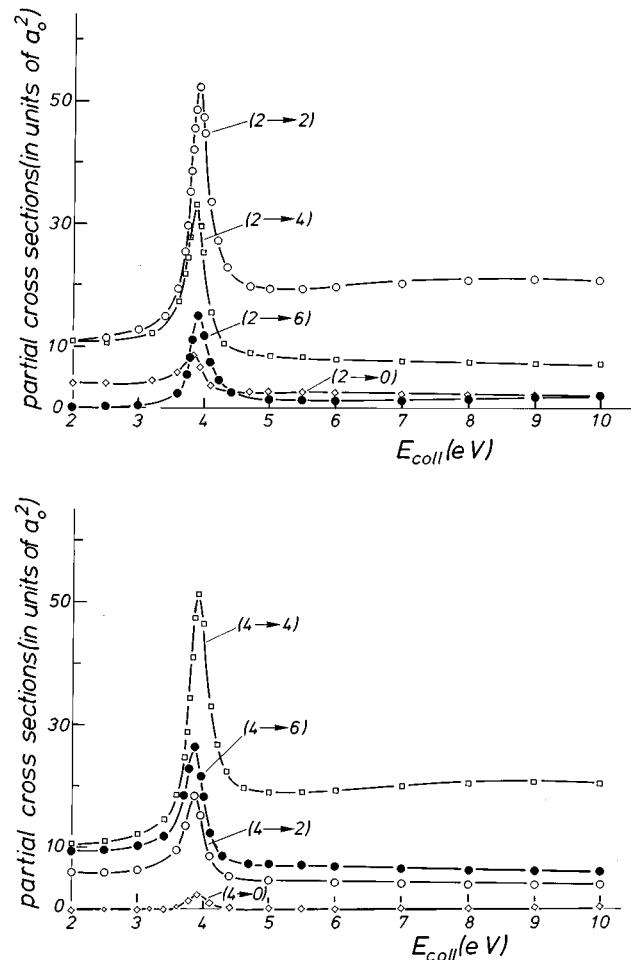 partial cross sections (in units of a₀²)
50
30
10
0
(2→2)
(2→4)
(2→6)
(2→0)
2 3 4 5 6 7 8 9 10
E_coll (eV)
partial cross sections (in units of a₀²)
50
30
10
0
(4→4)
(4→6)
(4→2)
(4→0)
2 3 4 5 6 7 8 9 10
E_coll (eV)